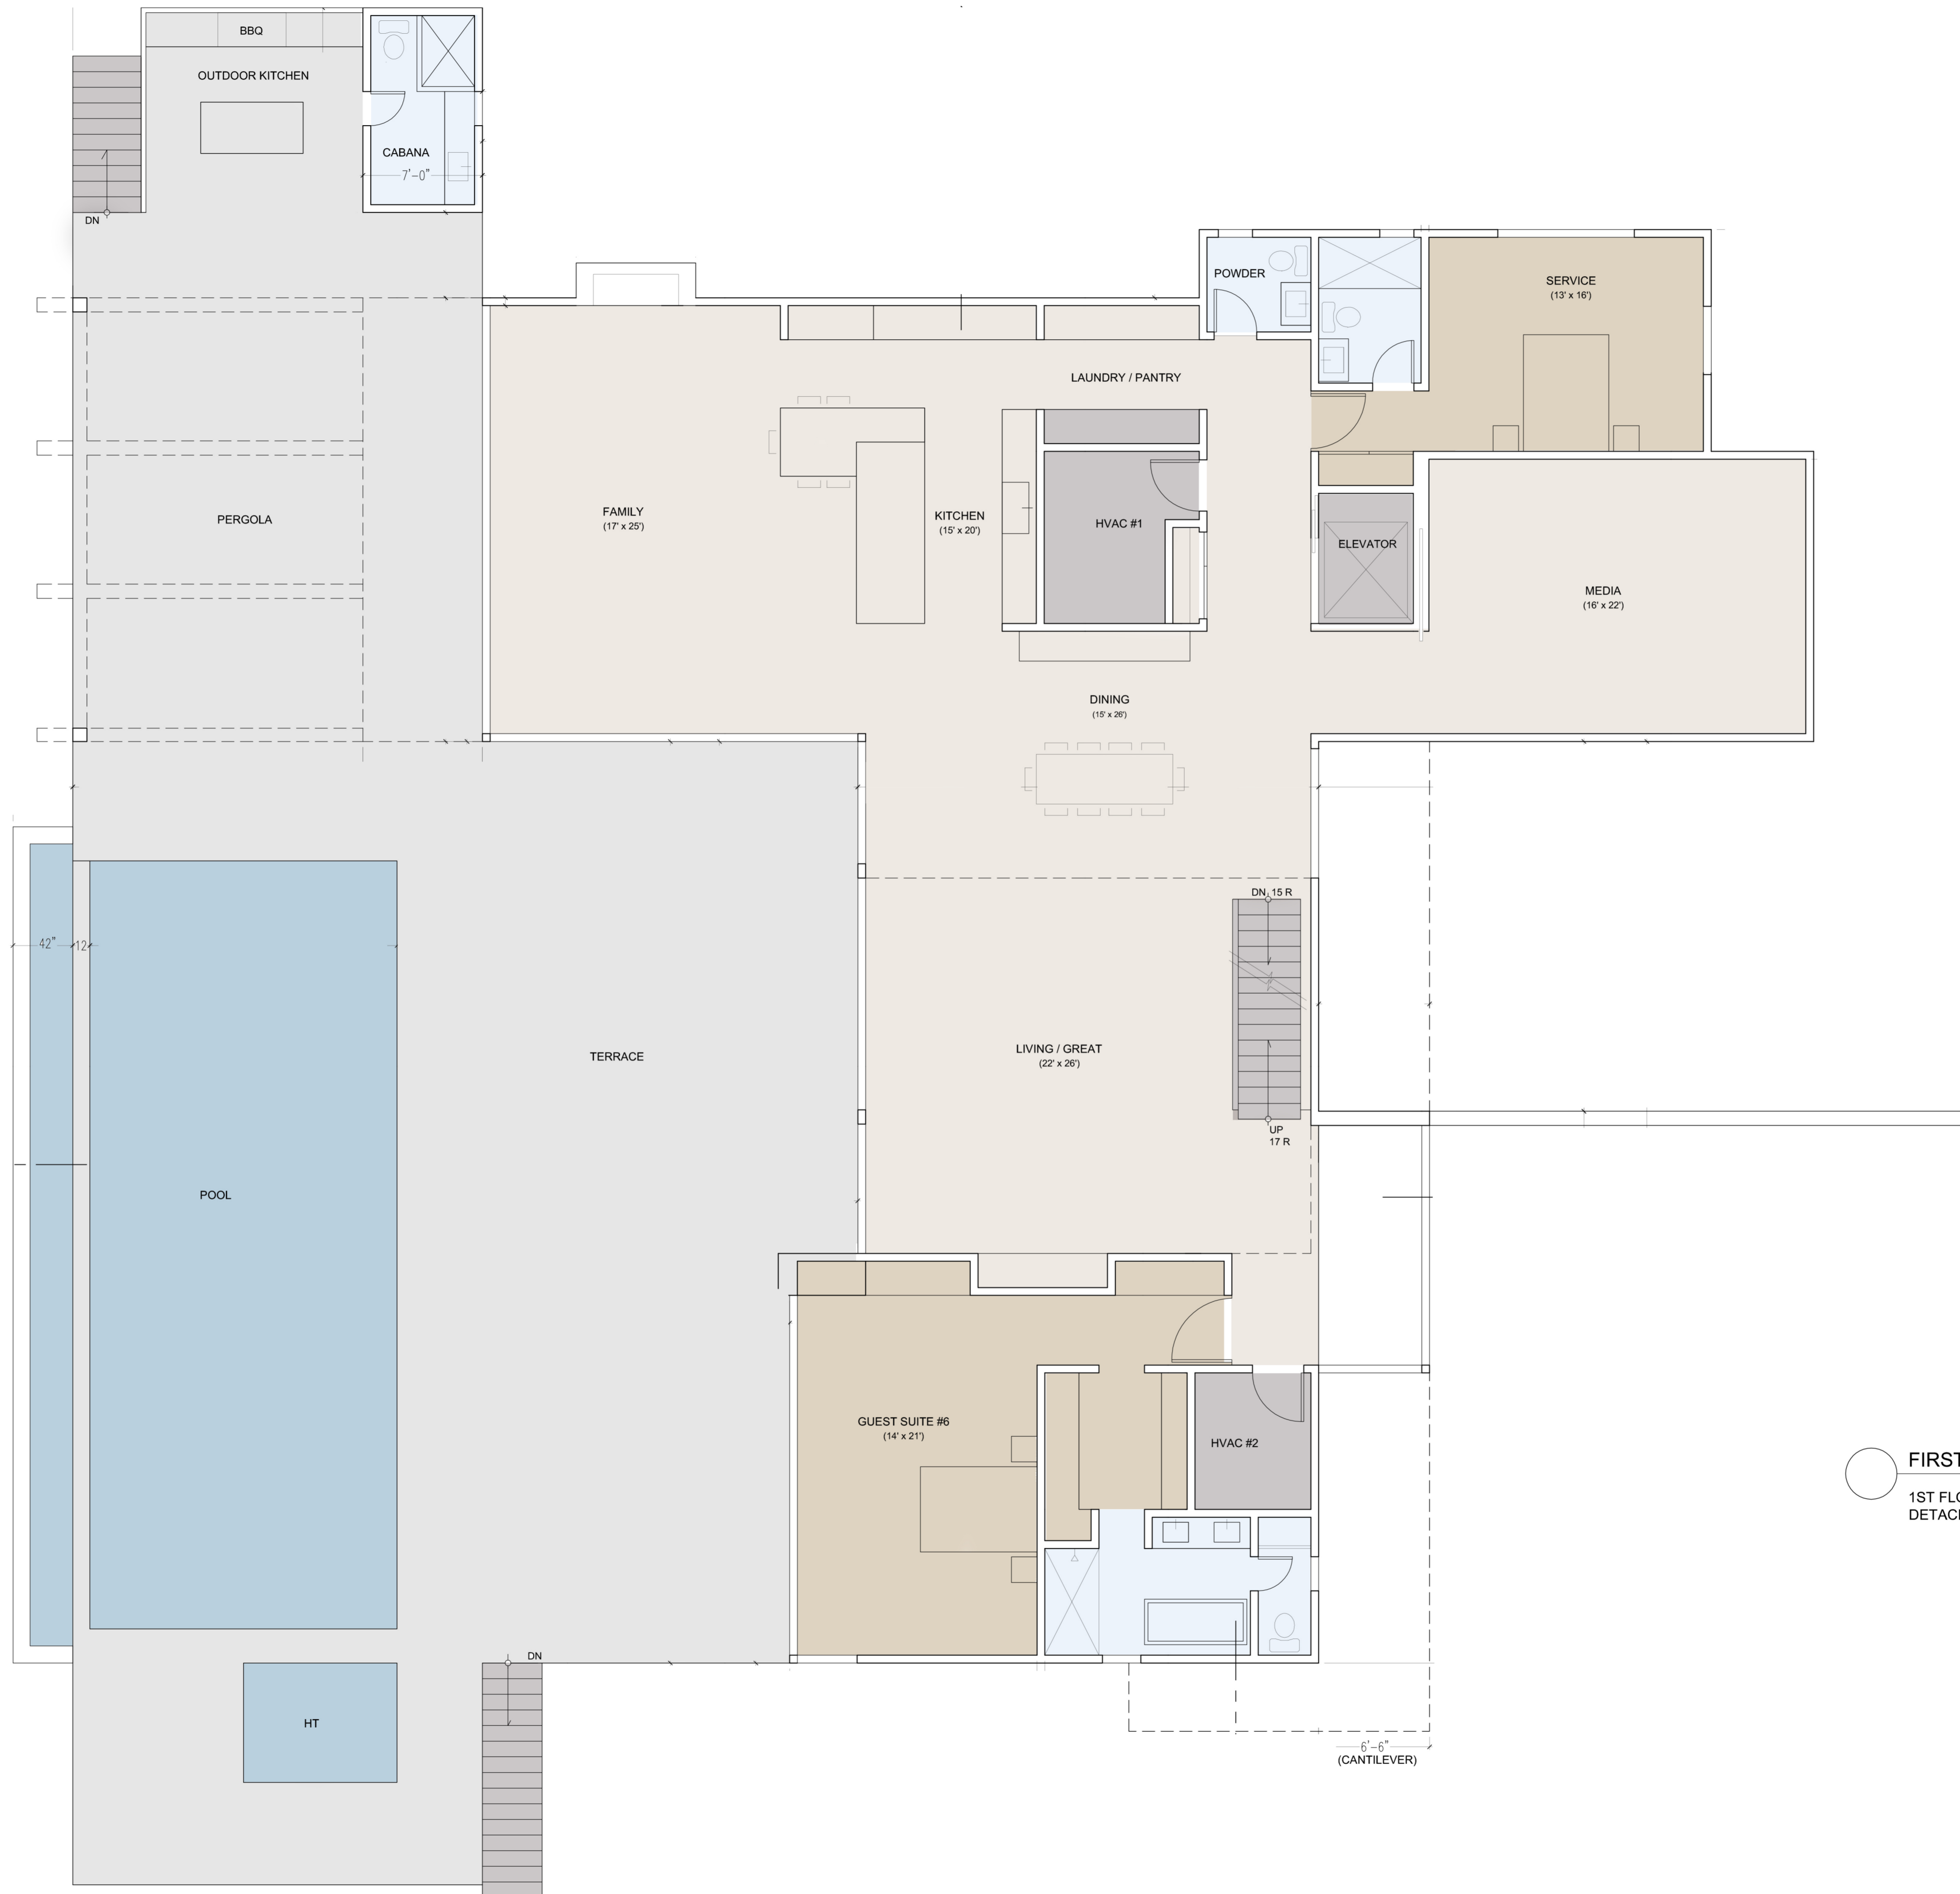 BBQ
OUTDOOR KITCHEN
CABANA
7'-0"
DN
POWDER
SERVICE
(13' x 16')
LAUNDRY / PANTRY
PERGOLA
FAMILY
(17' x 25')
KITCHEN
(15' x 20')
HVAC #1
ELEVATOR
MEDIA
(16' x 22')
DINING
(15' x 26')
DN 15 R
42"
12
TERRACE
LIVING / GREAT
(22' x 26')
UP
17 R
POOL
GUEST SUITE #6
(14' x 21')
HVAC #2
FIRST
1ST FLO
DETAC
DN
HT
6'-6"
(CANTILEVER)